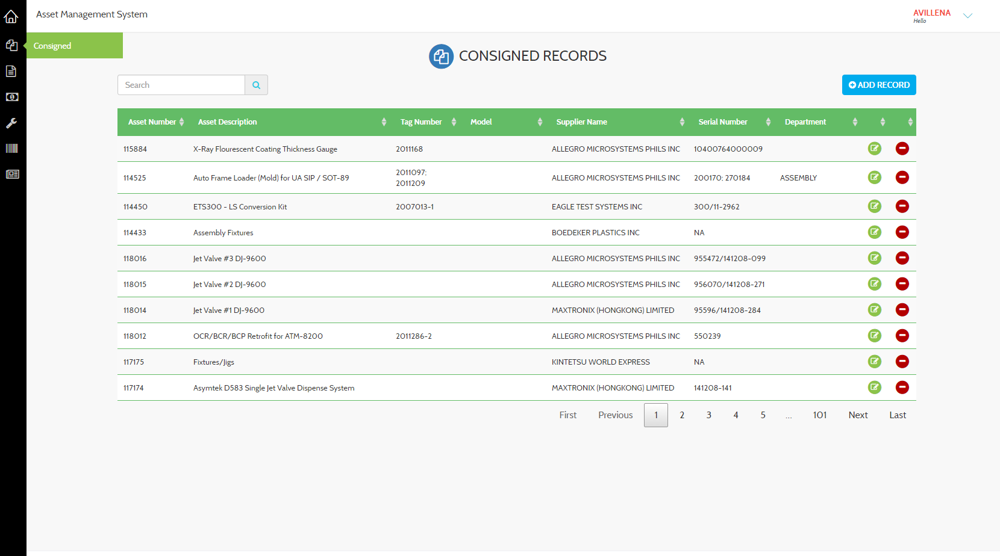 Asset Management System
AVILLENA
Hello
Consigned
CONSIGNED RECORDS
Search
ADD RECORD
Asset Number Asset Description Tag Number Model Supplier Name Serial Number Department
115884 X-Ray Flourescent Coating Thickness Gauge 2011168 ALLEGRO MICROSYSTEMS PHILS INC 10400764000009
114525 Auto Frame Loader (Mold) for UA SIP / SOT-89 2011097; 2011209 ALLEGRO MICROSYSTEMS PHILS INC 200170; 270184 ASSEMBLY
114450 ETS300 - LS Conversion Kit 2007013-1 EAGLE TEST SYSTEMS INC 300/11-2962
114433 Assembly Fixtures BOEDEKER PLASTICS INC NA
118016 Jet Valve #3 DJ-9600 ALLEGRO MICROSYSTEMS PHILS INC 955472/141208-099
118015 Jet Valve #2 DJ-9600 ALLEGRO MICROSYSTEMS PHILS INC 956070/141208-271
118014 Jet Valve #1 DJ-9600 MAXTRONIX (HONGKONG) LIMITED 95596/141208-284
118012 OCR/BCR/BCP Retrofit for ATM-8200 2011286-2 ALLEGRO MICROSYSTEMS PHILS INC 550239
117175 Fixtures/Jigs KINTETSU WORLD EXPRESS NA
117174 Asymtek D583 Single Jet Valve Dispense System MAXTRONIX (HONGKONG) LIMITED 141208-141
First Previous 1 2 3 4 5 ... 101 Next Last